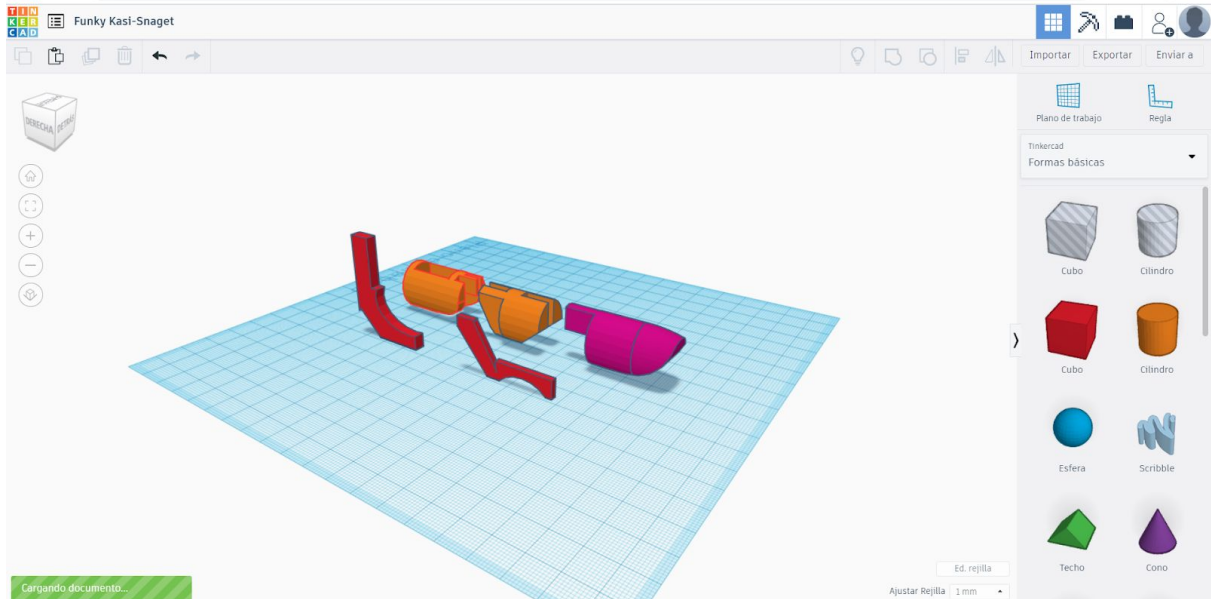 TIN
KER
CAD
Funky Kasi-Snaget
Importar
Exportar
Enviar a
DERECHA
DETRÁS
Plano de trabajo
Regla
Tinkercad
Formas básicas
Cubo
Cilindro
Cubo
Cilindro
Esfera
Scribble
Techo
Cono
Ed. rejilla
Ajustar Rejilla 1 mm
Cargando documento...